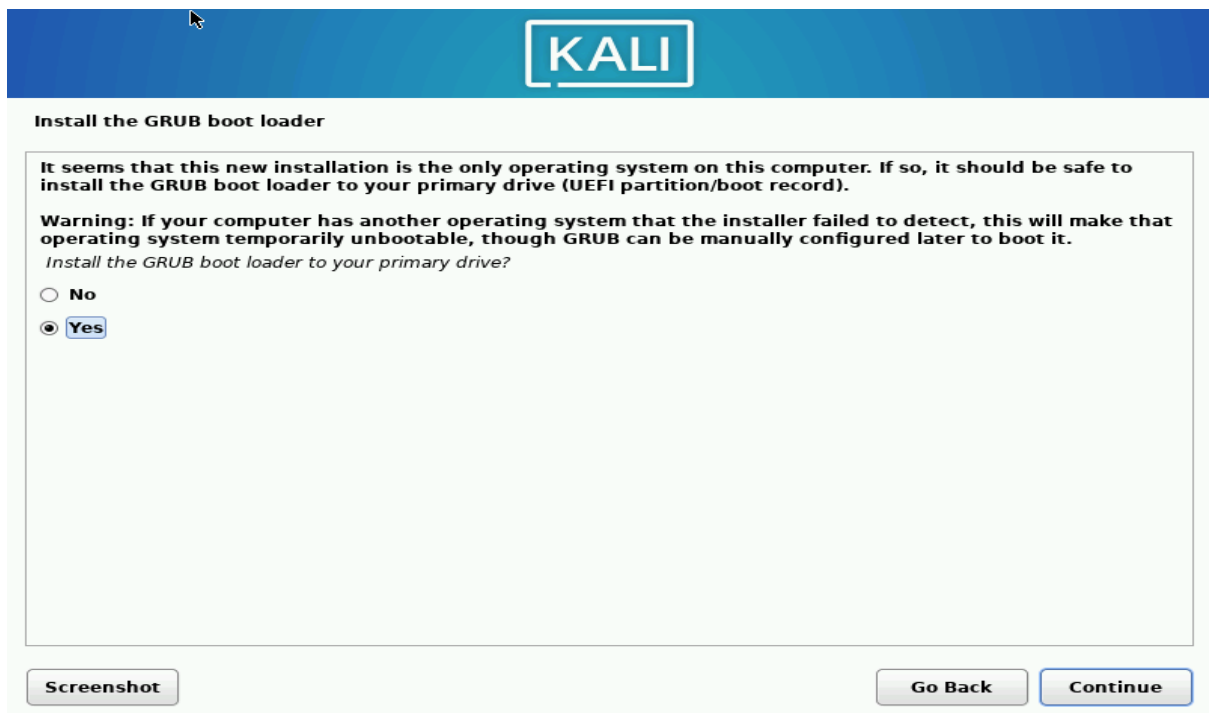 KALI
Install the GRUB boot loader
It seems that this new installation is the only operating system on this computer. If so, it should be safe to
install the GRUB boot loader to your primary drive (UEFI partition/boot record).
Warning: If your computer has another operating system that the installer failed to detect, this will make that
operating system temporarily unbootable, though GRUB can be manually configured later to boot it.
Install the GRUB boot loader to your primary drive?
No
Yes
Screenshot Go Back Continue